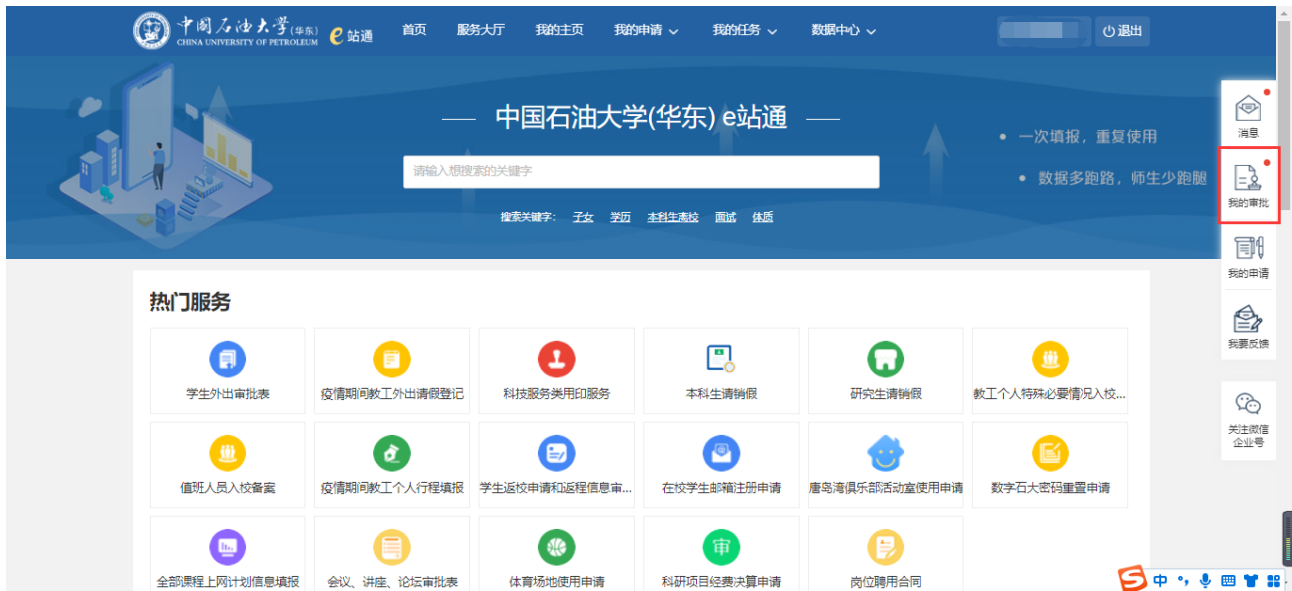 中国石油大学(华东)
CHINA UNIVERSITY OF PETROLEUM
e站通
首页
服务大厅
我的主页
我的申请
我的任务
数据中心
退出
中国石油大学(华东) e站通
请输入想搜索的关键字
搜索关键字: 子女 学历 本科生离校 面试 体质
一次填报，重复使用
数据多跑路，师生少跑腿
消息
我的审批
我的申请
我要反馈
关注微信
企业号
热门服务
学生外出审批表
疫情期间教工外出请假登记
科技服务类用印服务
本科生请销假
研究生请销假
教工个人特殊必要情况入校...
值班人员入校备案
疫情期间教工个人行程填报
学生返校申请和返程信息审...
在校学生邮箱注册申请
唐岛湾俱乐部活动室使用申请
数字石大密码重置申请
全部课程上网计划信息填报
会议、讲座、论坛审批表
体育场地使用申请
审
科研项目经费决算申请
岗位聘用合同
S 中